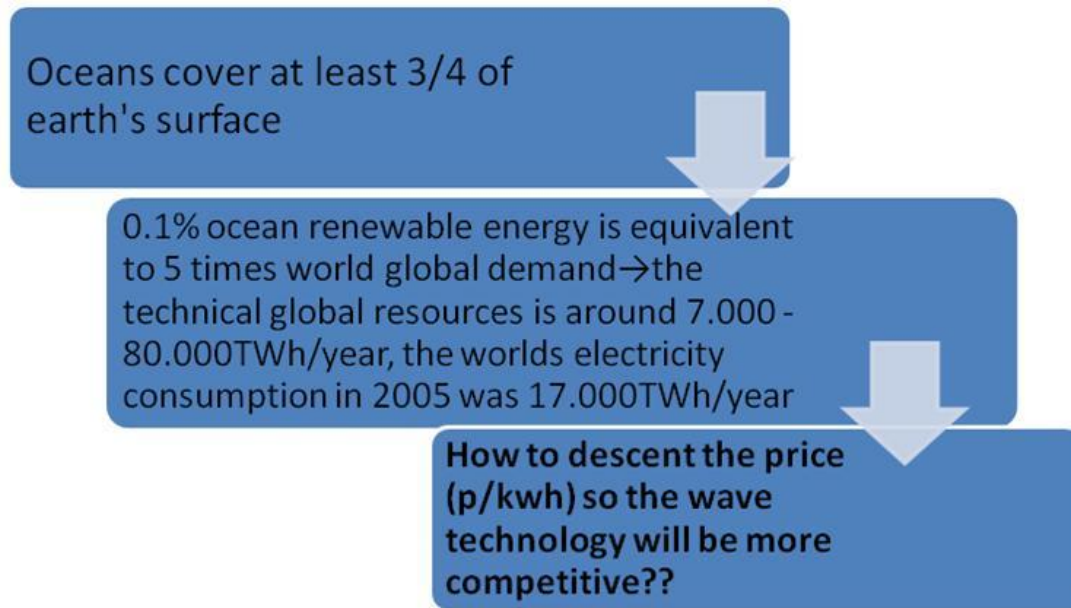 Oceans cover at least 3/4 of
earth's surface
0.1% ocean renewable energy is equivalent
to 5 times world global demand→the
technical global resources is around 7.000 -
80.000TWh/year, the worlds electricity
consumption in 2005 was 17.000TWh/year
How to descent the price
(p/kwh) so the wave
technology will be more
competitive??